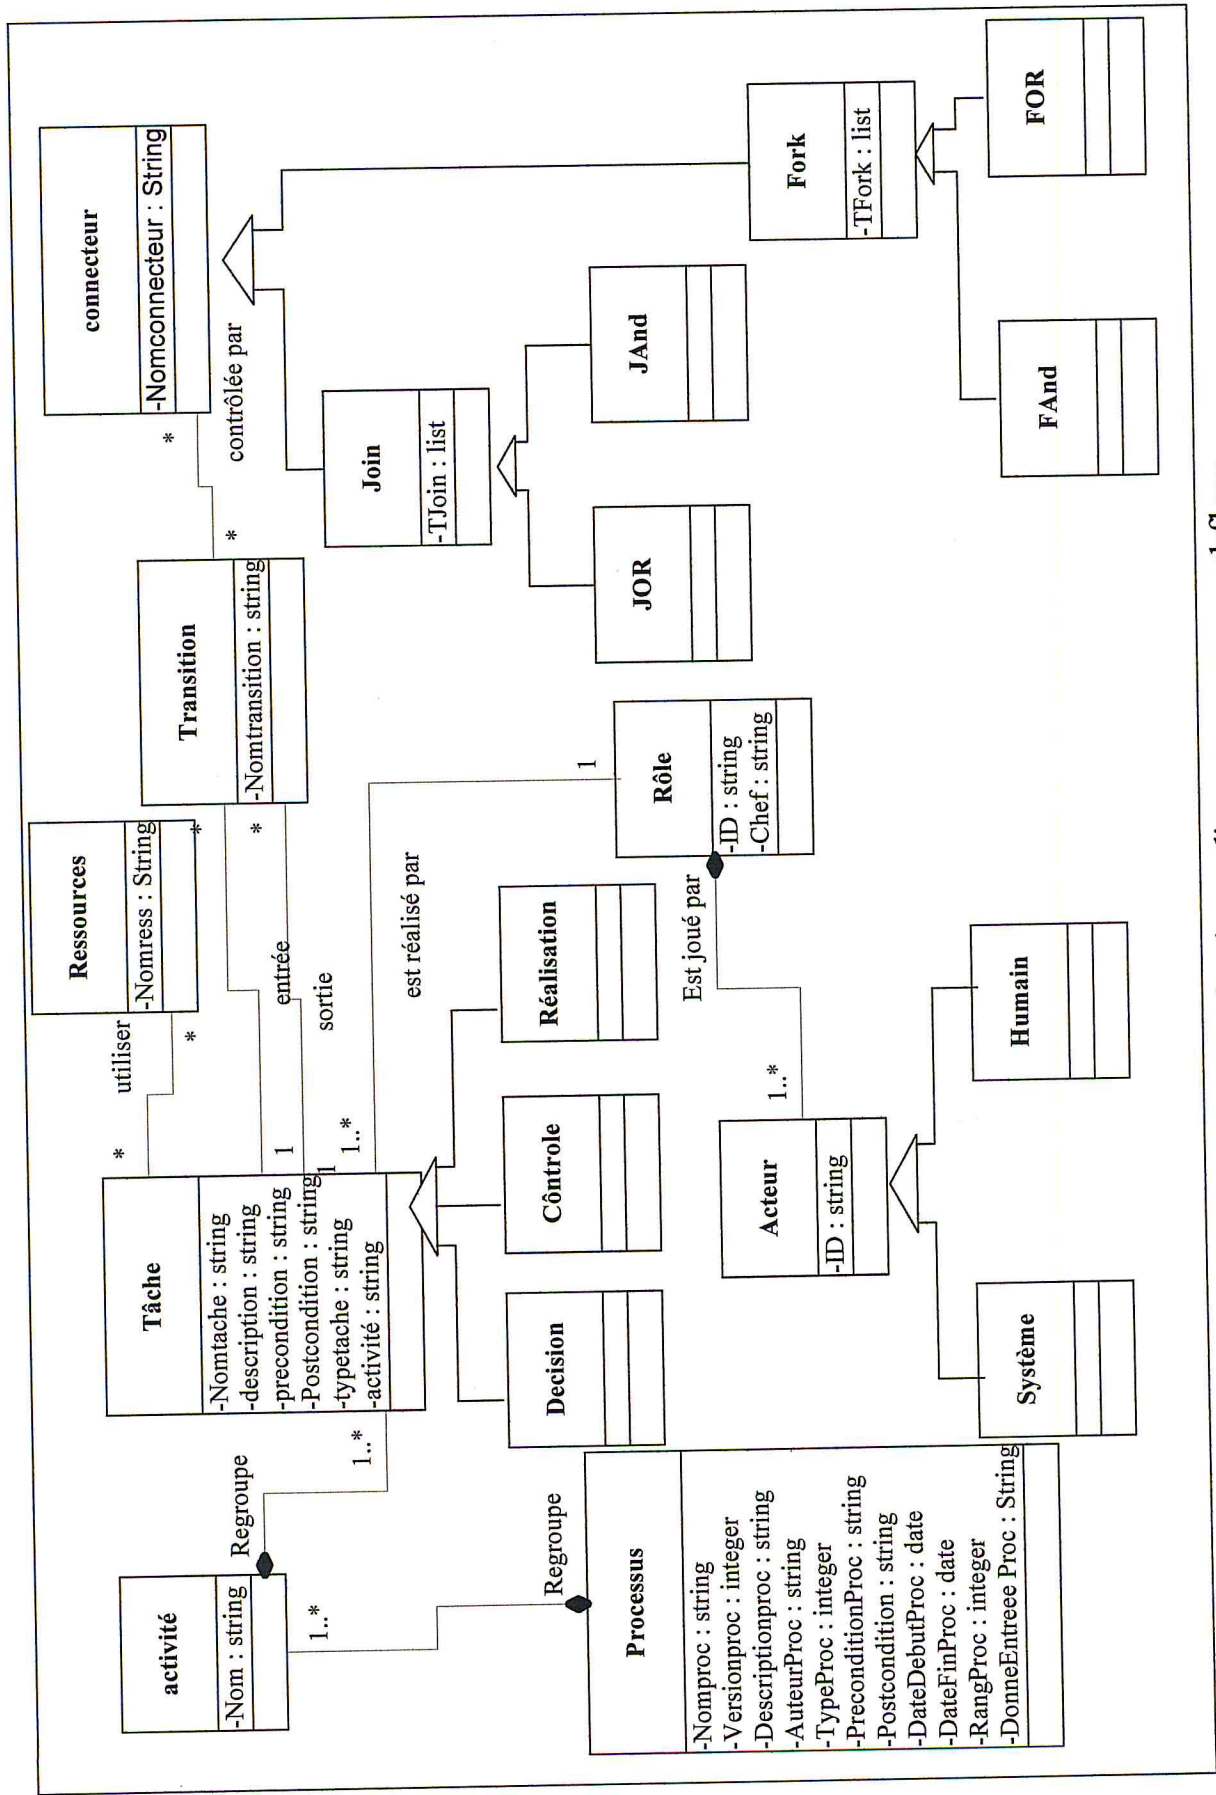 connecteur
-Nomconnecteur : String
*
contrôlée par
*
Transition
-Nomtransition : string
*
*
Ressources
-Nomress : String
*
utiliser
*
entrée
sortie
1
1
Tâche
-Nomtache : string
-description : string
-precondition : string
-Postcondition : string
-typetache : string
-activité : string
1..*
est réalisé par
1
Rôle
-ID : string
-Chef : string
Est joué par
1..*
Acteur
-ID : string
Système
Humain
Decision
Côntrole
Réalisation
activité
-Nom : string
Regroupe
1..*
1..*
Regroupe
Processus
-Nomproc : string
-Versionproc : integer
-Descriptionproc : string
-AuteurProc : string
-TypeProc : integer
-PreconditionProc : string
-Postcondition : string
-DateDebutProc : date
-DateFinProc : date
-RangProc : integer
-DonneEntreee Proc : String
Join
-TJoin : list
JOR
JAnd
Fork
-TFork : list
FAnd
FOR